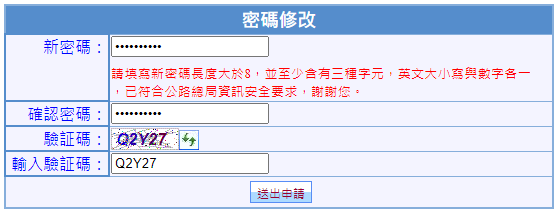 密碼修改
新密碼： ••••••••••
請填寫新密碼長度大於8，並至少含有三種字元，英文大小寫與數字各一
，已符合公路總局資訊安全要求，謝謝您。
確認密碼： ••••••••••
驗証碼： Q2Y27
輸入驗証碼： Q2Y27
送出申請